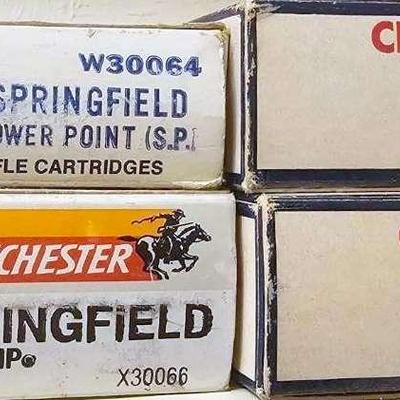 W30064
SPRINGFIELD
OWER POINT (S.P.)
FLE CARTRIDGES
CHESTER
INGFIELD
X30066